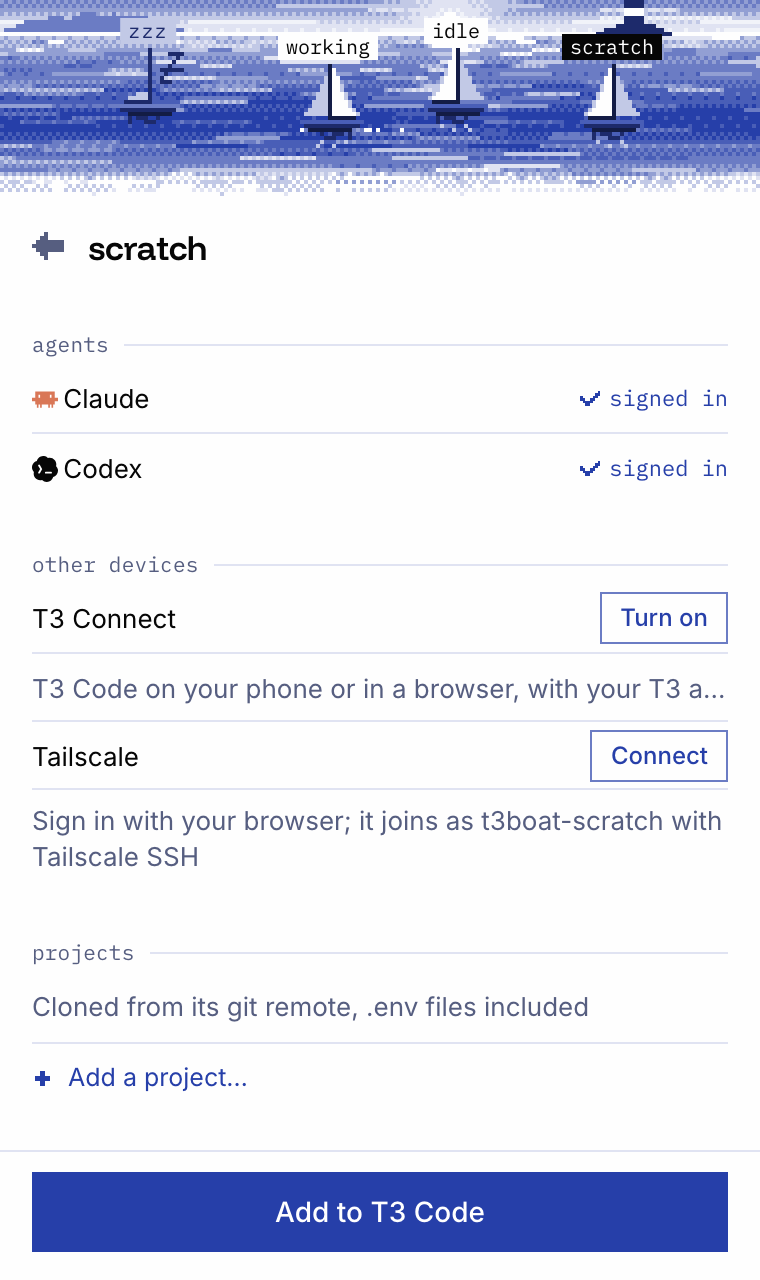 zzz
working
idle
scratch
scratch
agents
Claude
signed in
Codex
signed in
other devices
T3 Connect
Turn on
T3 Code on your phone or in a browser, with your T3 a...
Tailscale
Connect
Sign in with your browser; it joins as t3boat-scratch with
Tailscale SSH
projects
Cloned from its git remote, .env files included
Add a project...
Add to T3 Code